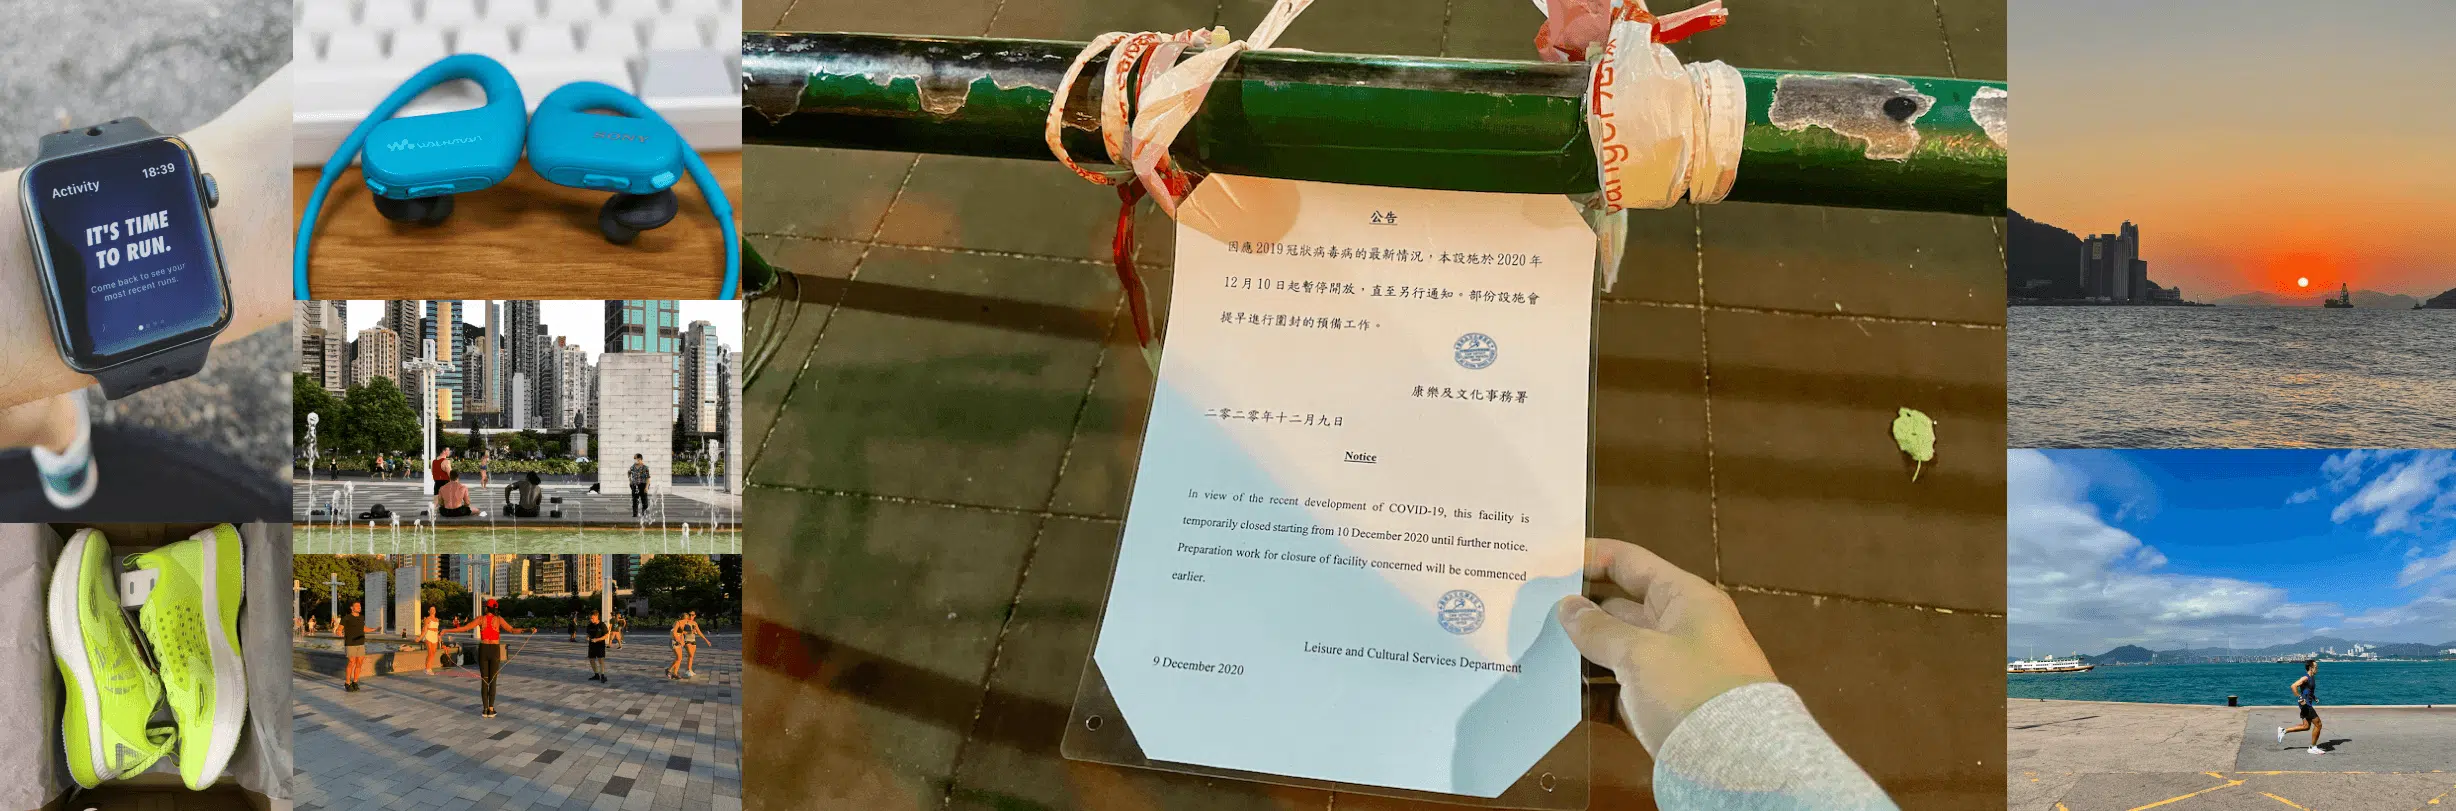 Activity
18:39
IT'S TIME
TO RUN.
Come back to see your
most recent runs.
WALKMAN
SONY
公告
因應2019冠狀病毒病的最新情況，本設施於2020年
12月10日起暫停開放，直至另行通知。部份設施會
提早進行圍封的預備工作。
康樂及文化事務署
二零二零年十二月九日
Notice
In view of the recent development of COVID-19, this facility is
temporarily closed starting from 10 December 2020 until further notice.
Preparation work for closure of facility concerned will be commenced
earlier.
Leisure and Cultural Services Department
9 December 2020